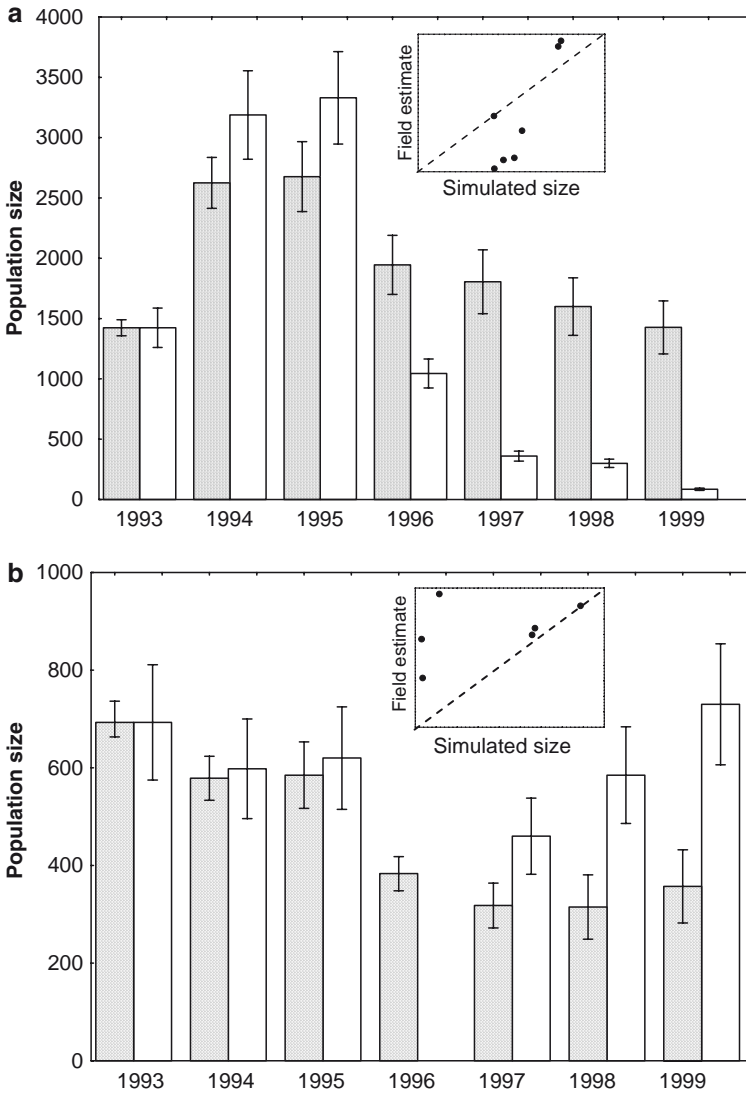 a
4000
3500
3000
2500
2000
1500
1000
500
0
Population size
Field estimate
Simulated size
1993 1994 1995 1996 1997 1998 1999
b
1000
800
600
400
200
0
Population size
Field estimate
Simulated size
1993 1994 1995 1996 1997 1998 1999